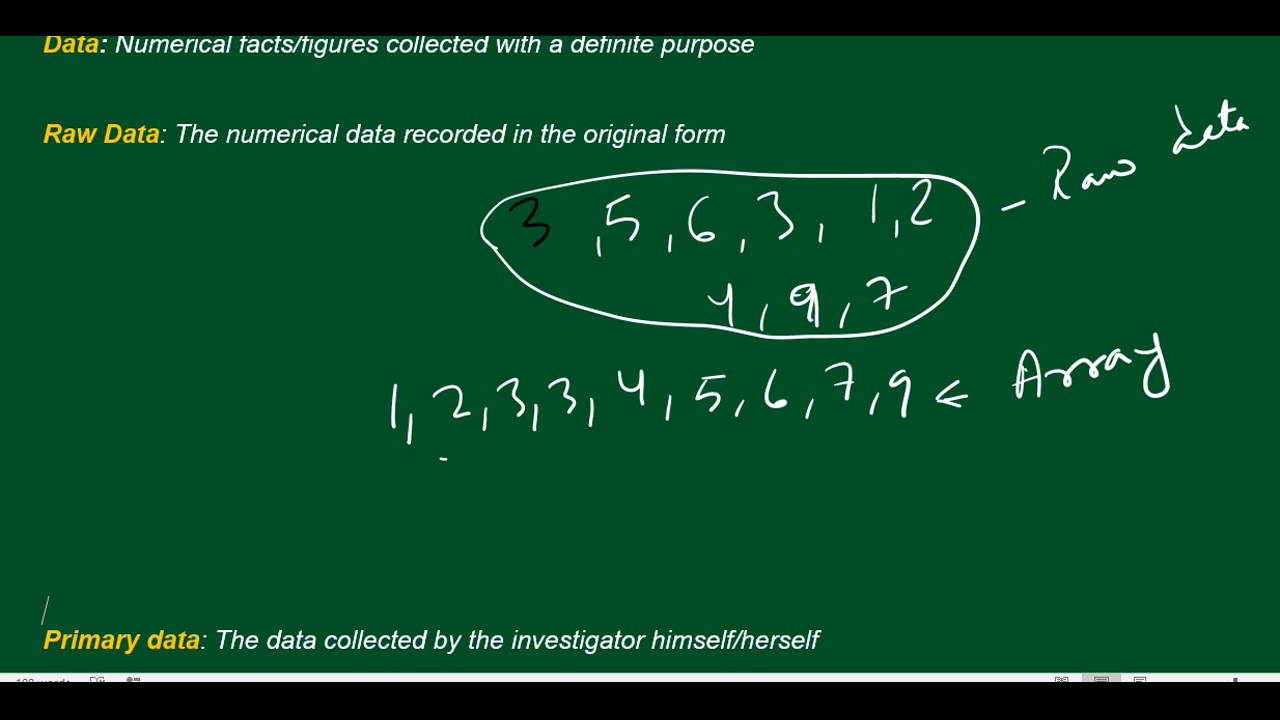 Data: Numerical facts/figures collected with a definite purpose
Raw Data: The numerical data recorded in the original form
3 ,5 ,6 ,3 , 1,2 - Raw data
4 , 9 , 7
1, 2, 3, 3, 4, 5, 6, 7, 9 ← Array
Primary data: The data collected by the investigator himself/herself